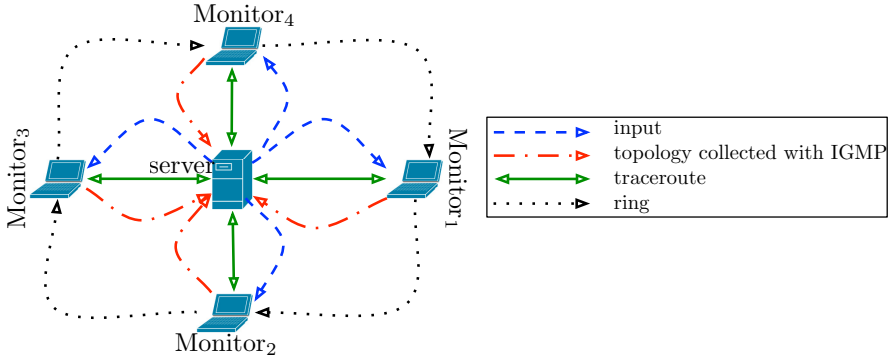 Monitor₄
Monitor₃
server
Monitor₁
Monitor₂
input
topology collected with IGMP
traceroute
ring